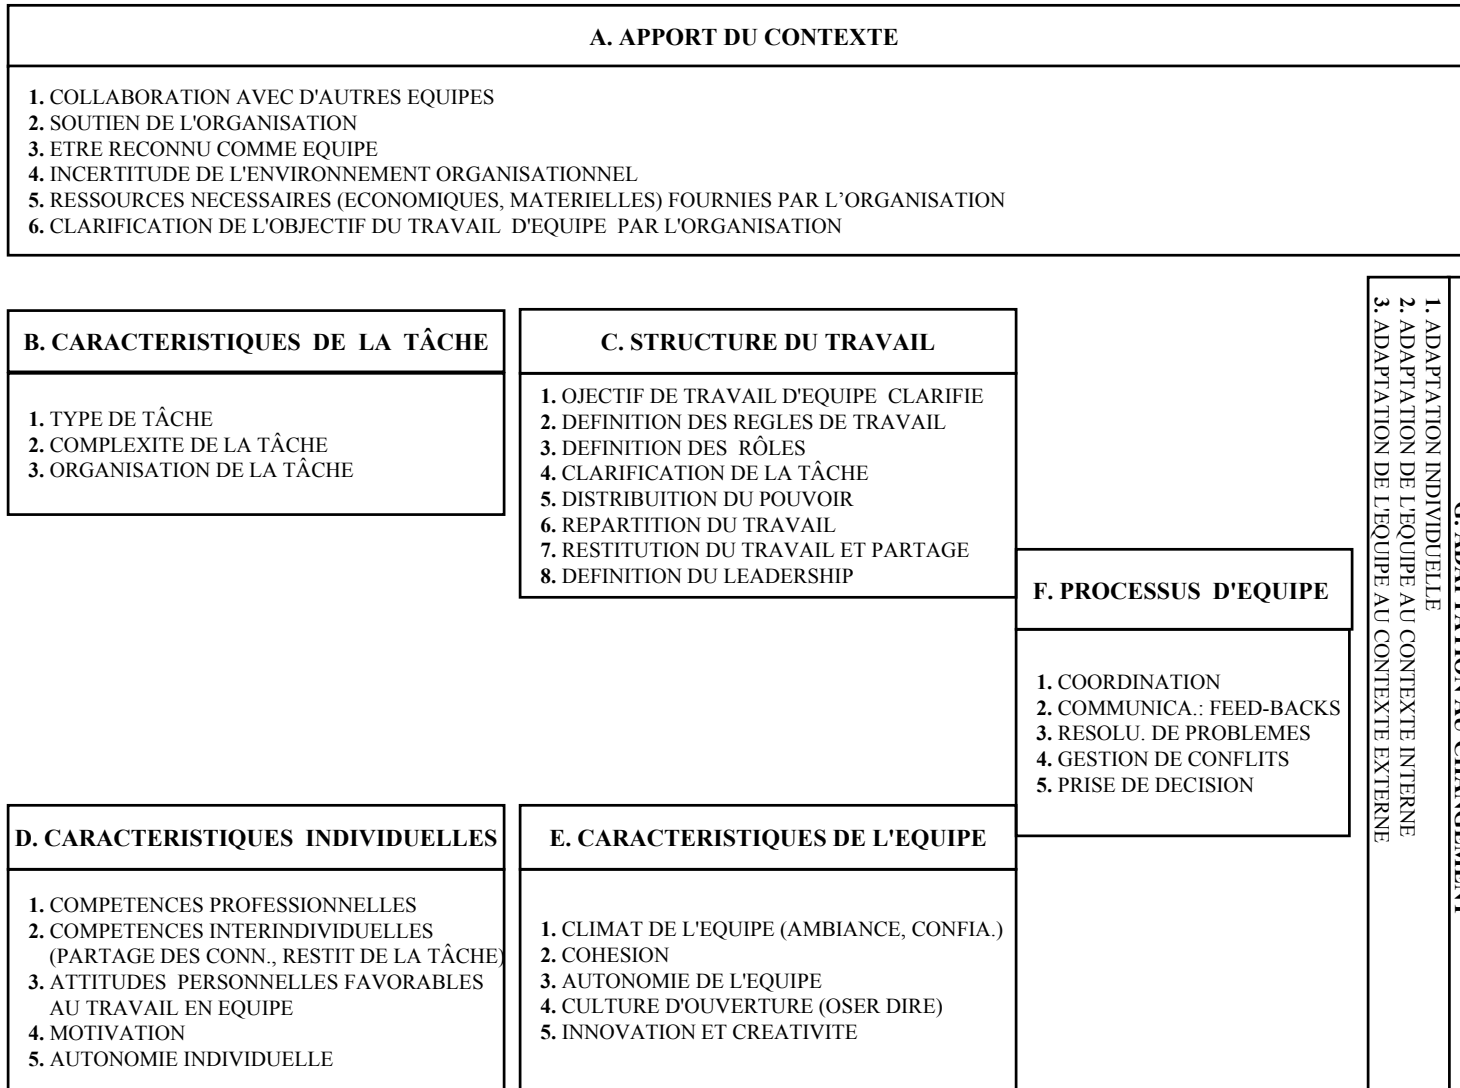 A. APPORT DU CONTEXTE
1. COLLABORATION AVEC D'AUTRES EQUIPES
2. SOUTIEN DE L'ORGANISATION
3. ETRE RECONNU COMME EQUIPE
4. INCERTITUDE DE L'ENVIRONNEMENT ORGANISATIONNEL
5. RESSOURCES NECESSAIRES (ECONOMIQUES, MATERIELLES) FOURNIES PAR L’ORGANISATION
6. CLARIFICATION DE L'OBJECTIF DU TRAVAIL D'EQUIPE PAR L'ORGANISATION
B. CARACTERISTIQUES DE LA TÂCHE
1. TYPE DE TÂCHE
2. COMPLEXITE DE LA TÂCHE
3. ORGANISATION DE LA TÂCHE
C. STRUCTURE DU TRAVAIL
1. OJECTIF DE TRAVAIL D'EQUIPE CLARIFIE
2. DEFINITION DES REGLES DE TRAVAIL
3. DEFINITION DES RÔLES
4. CLARIFICATION DE LA TÂCHE
5. DISTRIBUITION DU POUVOIR
6. REPARTITION DU TRAVAIL
7. RESTITUTION DU TRAVAIL ET PARTAGE
8. DEFINITION DU LEADERSHIP
D. CARACTERISTIQUES INDIVIDUELLES
1. COMPETENCES PROFESSIONNELLES
2. COMPETENCES INTERINDIVIDUELLES
(PARTAGE DES CONN., RESTIT DE LA TÂCHE)
3. ATTITUDES PERSONNELLES FAVORABLES
AU TRAVAIL EN EQUIPE
4. MOTIVATION
5. AUTONOMIE INDIVIDUELLE
E. CARACTERISTIQUES DE L'EQUIPE
1. CLIMAT DE L'EQUIPE (AMBIANCE, CONFIA.)
2. COHESION
3. AUTONOMIE DE L'EQUIPE
4. CULTURE D'OUVERTURE (OSER DIRE)
5. INNOVATION ET CREATIVITE
F. PROCESSUS D'EQUIPE
1. COORDINATION
2. COMMUNICA.: FEED-BACKS
3. RESOLU. DE PROBLEMES
4. GESTION DE CONFLITS
5. PRISE DE DECISION
G. ADAPTATION AU CHANGEMENT
1. ADAPTATION INDIVIDUELLE
2. ADAPTATION DE L'EQUIPE AU CONTEXTE INTERNE
3. ADAPTATION DE L'EQUIPE AU CONTEXTE EXTERNE